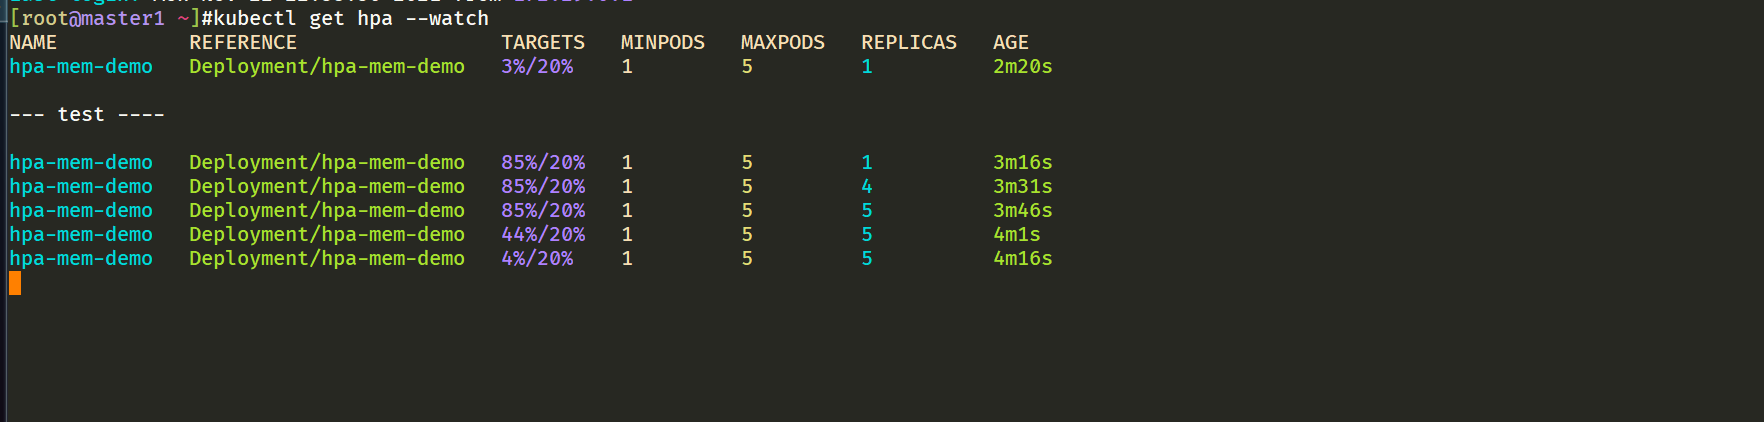 [root@master1 ~]#kubectl get hpa --watch
NAME REFERENCE TARGETS MINPODS MAXPODS REPLICAS AGE
hpa-mem-demo Deployment/hpa-mem-demo 3%/20% 1 5 1 2m20s
--- test ----
hpa-mem-demo Deployment/hpa-mem-demo 85%/20% 1 5 1 3m16s
hpa-mem-demo Deployment/hpa-mem-demo 85%/20% 1 5 4 3m31s
hpa-mem-demo Deployment/hpa-mem-demo 85%/20% 1 5 5 3m46s
hpa-mem-demo Deployment/hpa-mem-demo 44%/20% 1 5 5 4m1s
hpa-mem-demo Deployment/hpa-mem-demo 4%/20% 1 5 5 4m16s